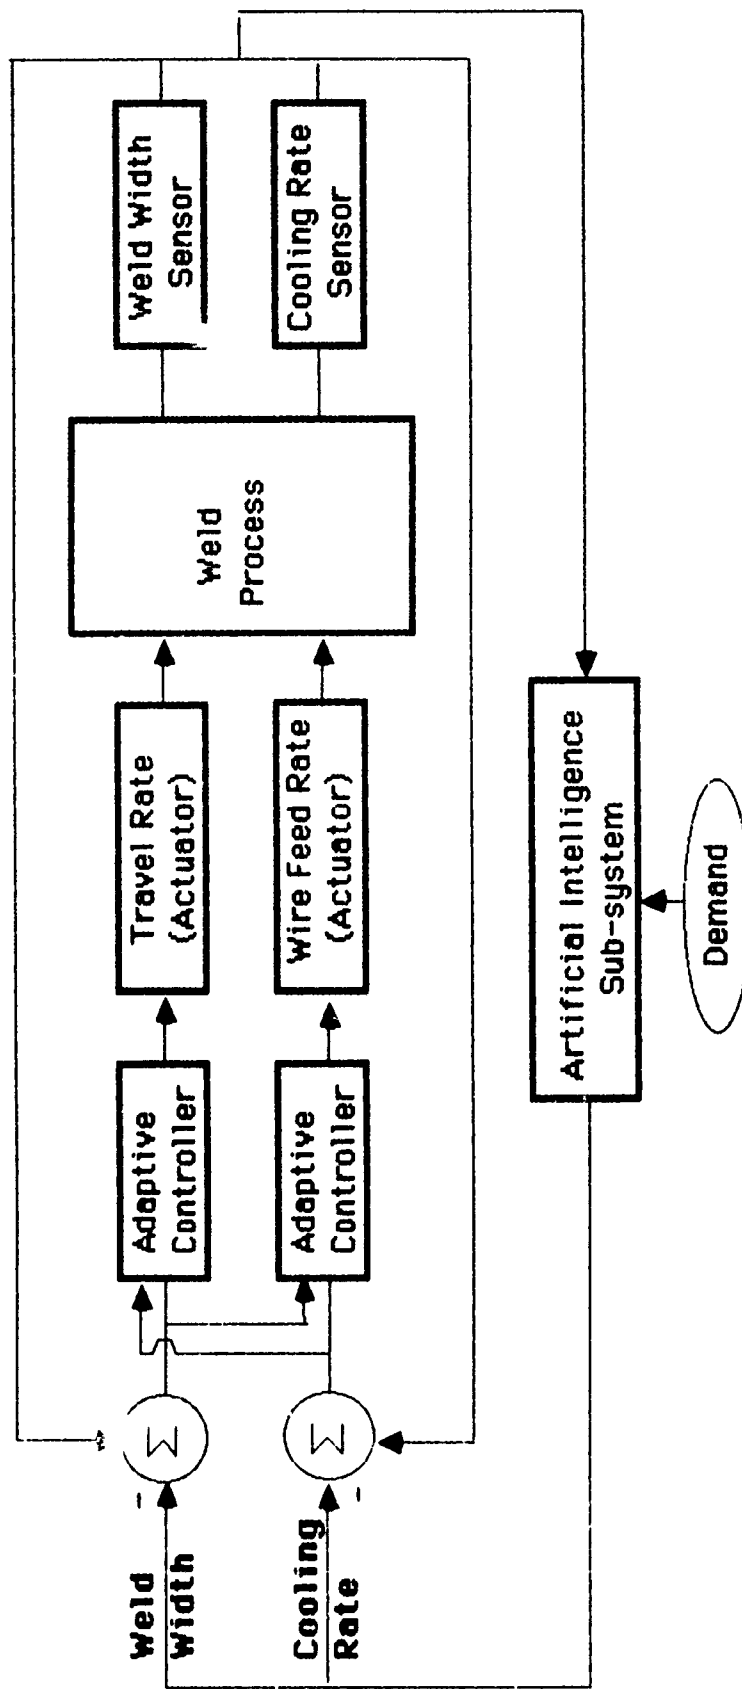 Weld
Width
Cooling
Rate
-
-
Σ
Σ
Adaptive
Controller
Adaptive
Controller
Travel Rate
(Actuator)
Wire Feed Rate
(Actuator)
Weld
Process
Weld Width
Sensor
Cooling Rate
Sensor
Artificial Intelligence
Sub-system
Demand